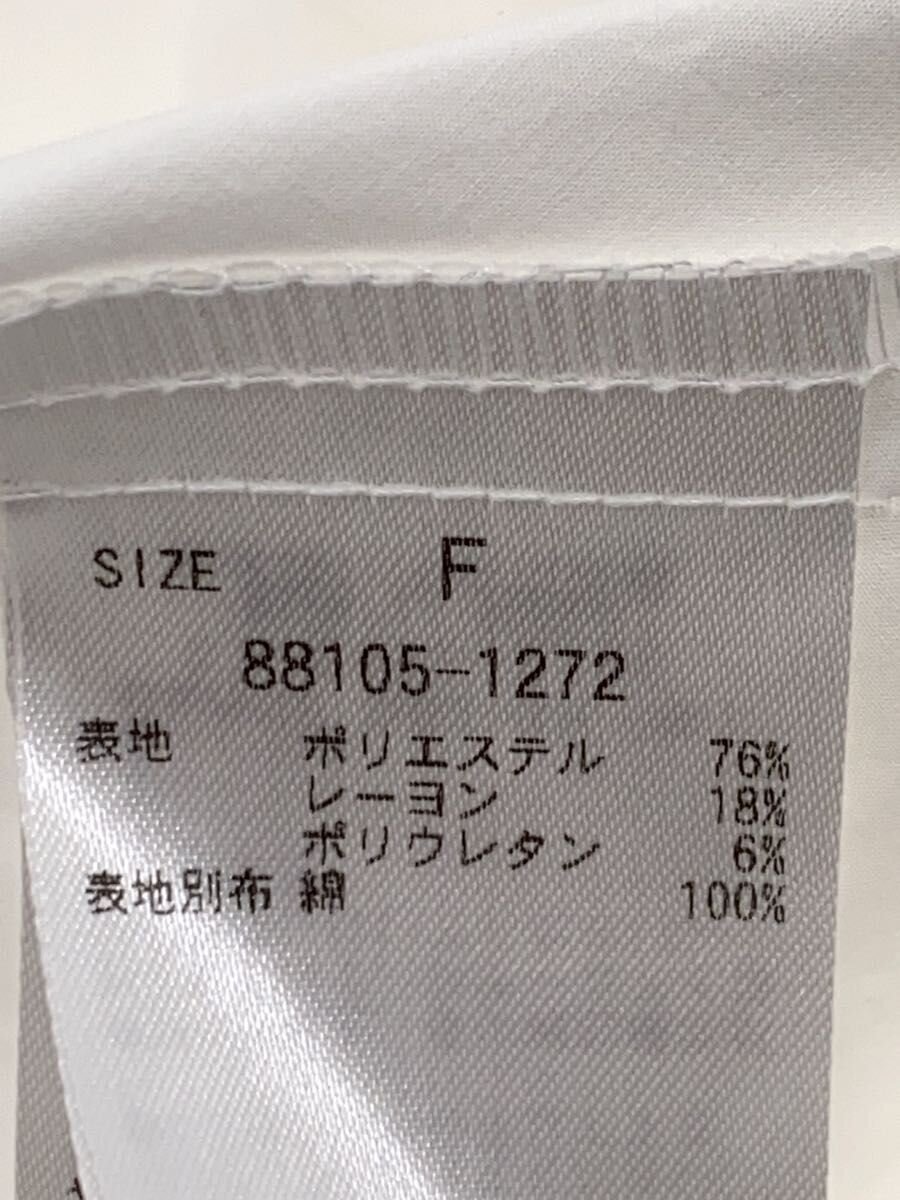 SIZE F
88105-1272
表地 ポリエステル 76%
レーヨン 18%
ポリウレタン 6%
表地別布 綿 100%